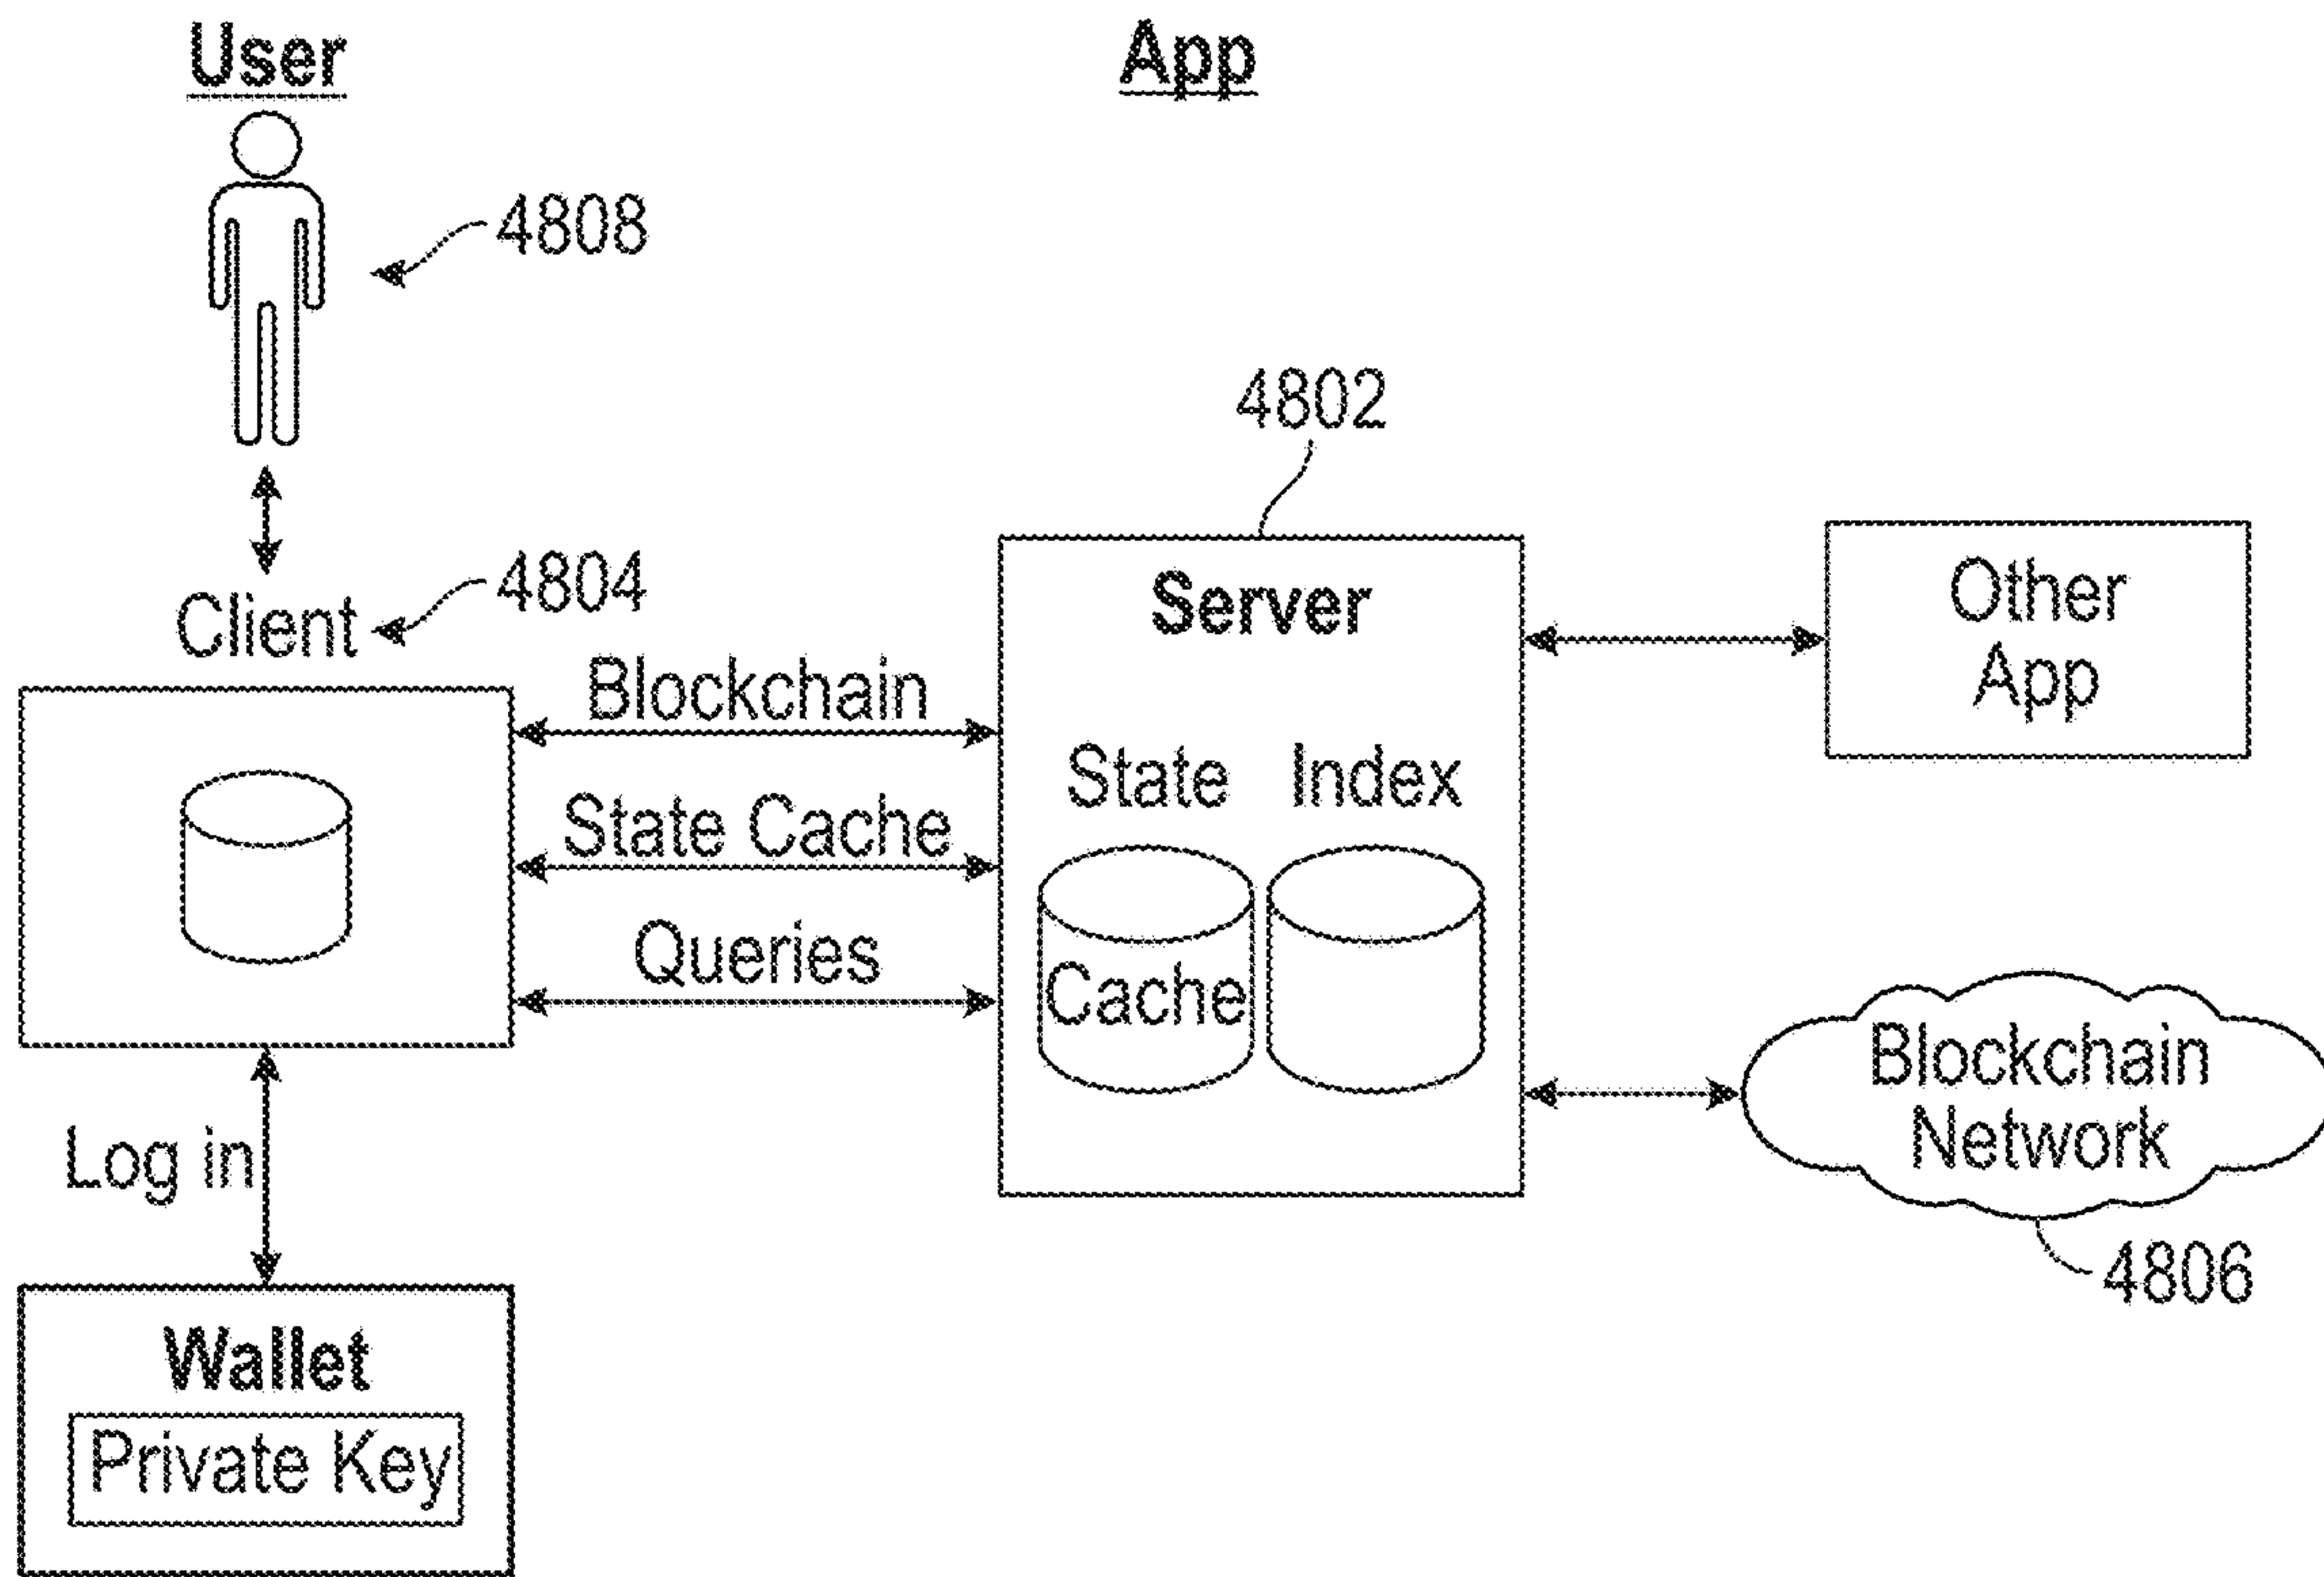 User
App
4808
4802
4804
Client
Server
Other
App
Blockchain
State Index
State Cache
Queries
Cache
Blockchain
Network
Log in
4806
Wallet
Private Key